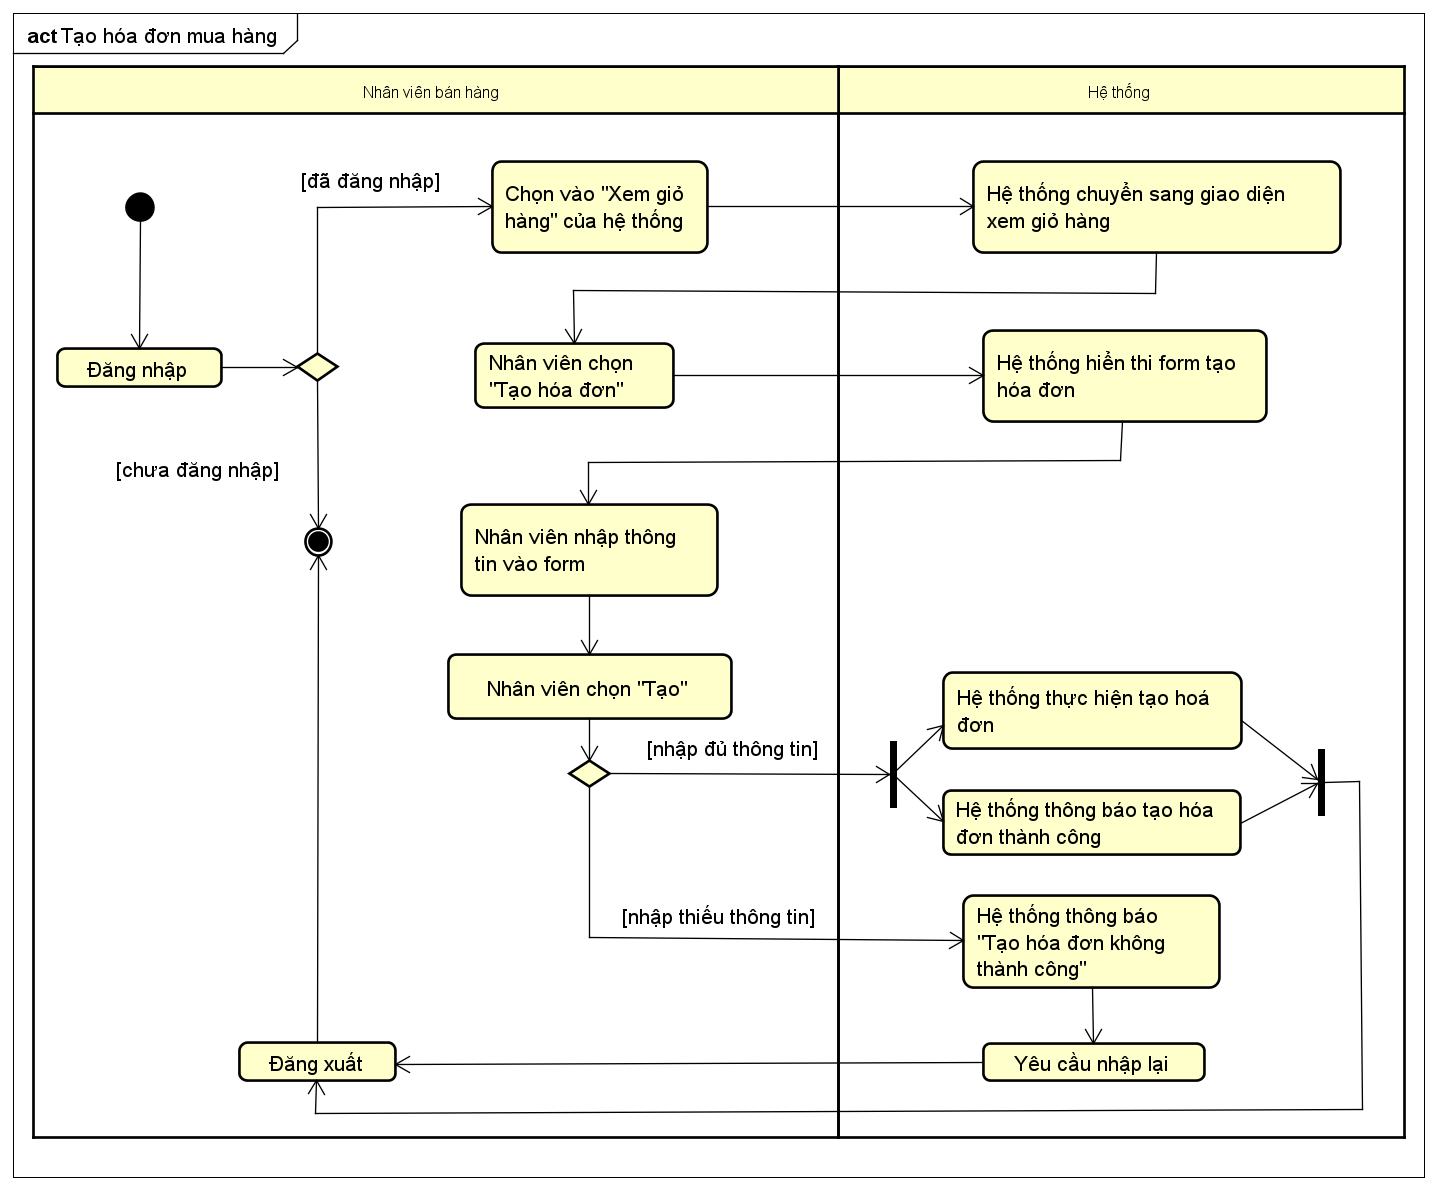 act Tạo hóa đơn mua hàng
Nhân viên bán hàng
Hệ thống
[đã đăng nhập]
Chọn vào "Xem giỏ
hàng" của hệ thống
Hệ thống chuyển sang giao diện
xem giỏ hàng
Đăng nhập
Nhân viên chọn
"Tạo hóa đơn"
Hệ thống hiển thi form tạo
hóa đơn
[chưa đăng nhập]
Nhân viên nhập thông
tin vào form
Nhân viên chọn "Tạo"
[nhập đủ thông tin]
Hệ thống thực hiện tạo hoá
đơn
Hệ thống thông báo tạo hóa
đơn thành công
[nhập thiếu thông tin]
Hệ thống thông báo
"Tạo hóa đơn không
thành công"
Đăng xuất
Yêu cầu nhập lại